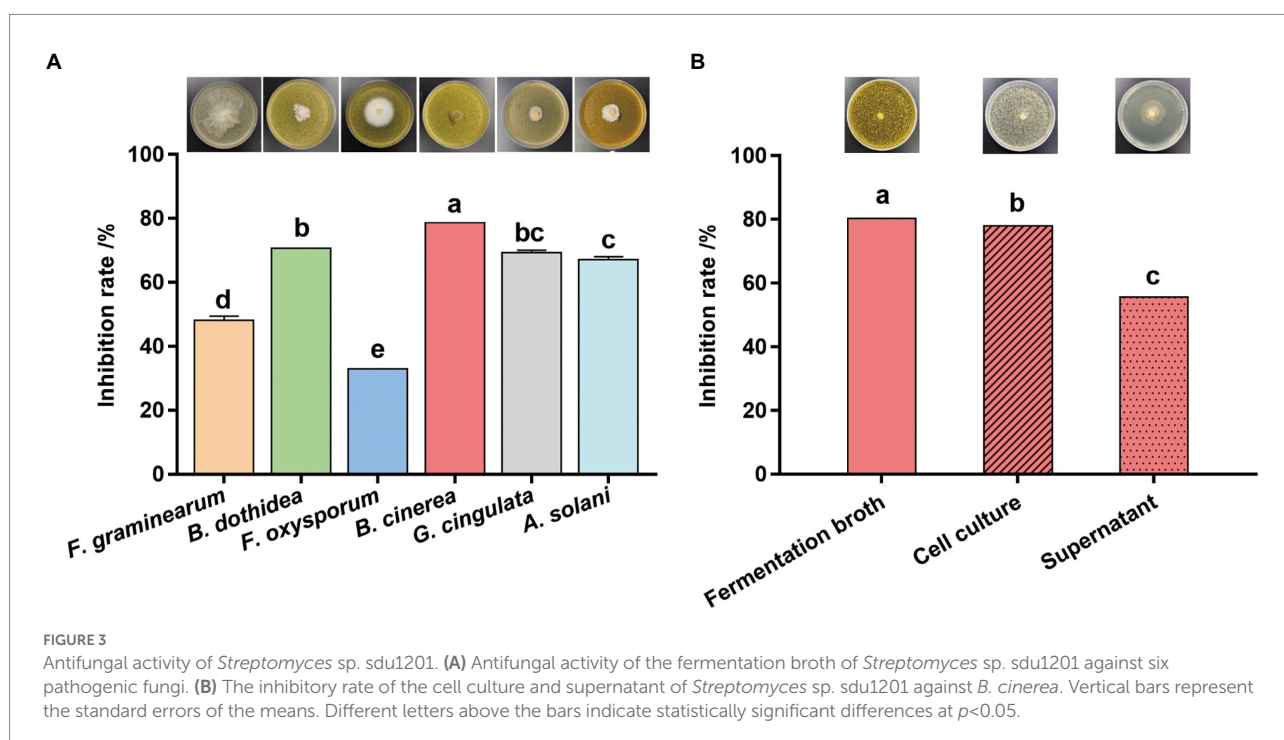 A
B
100
80
60
40
20
0
Inhibition rate /%
d
b
e
a
bc
c
F. graminearum
B. dothidea
F. oxysporum
B. cinerea
G. cingulata
A. solani
100
80
60
40
20
0
Inhibition rate /%
a
b
c
Fermentation broth
Cell culture
Supernatant
FIGURE 3
Antifungal activity of Streptomyces sp. sdu1201. (A) Antifungal activity of the fermentation broth of Streptomyces sp. sdu1201 against six
pathogenic fungi. (B) The inhibitory rate of the cell culture and supernatant of Streptomyces sp. sdu1201 against B. cinerea. Vertical bars represent
the standard errors of the means. Different letters above the bars indicate statistically significant differences at p<0.05.